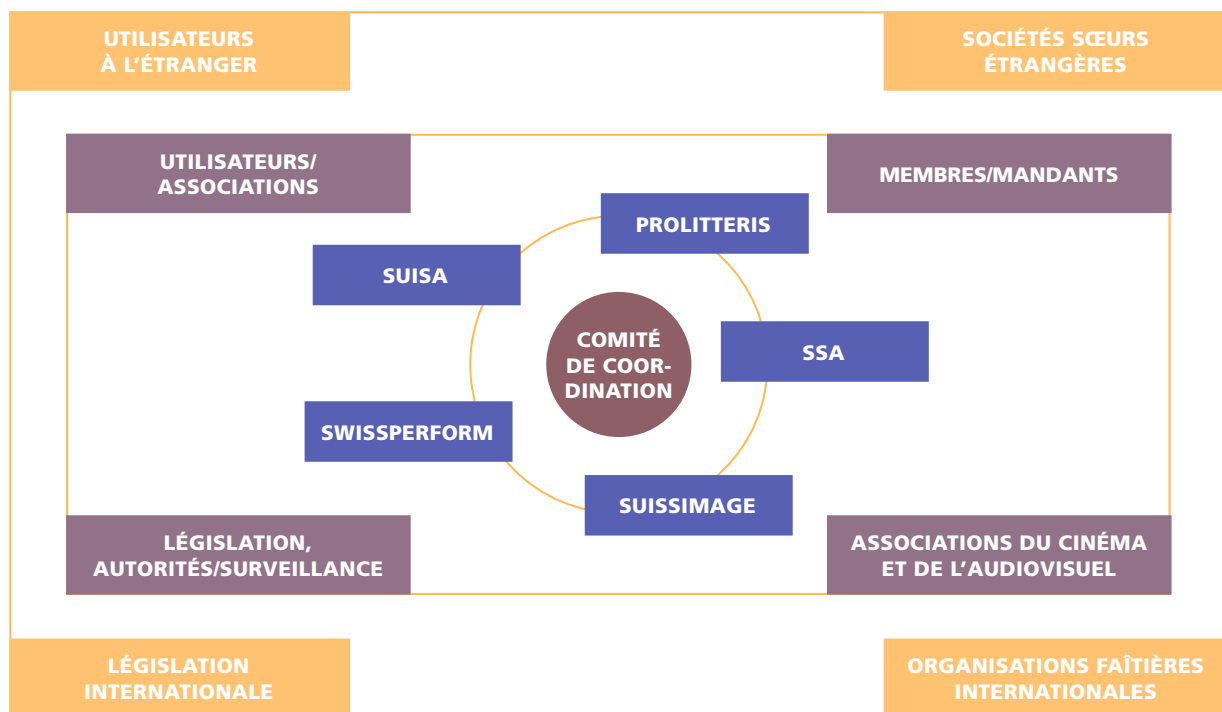 UTILISATEURS
À L’ÉTRANGER
SOCIÉTÉS SŒURS
ÉTRANGÈRES
UTILISATEURS/
ASSOCIATIONS
MEMBRES/MANDANTS
PROLITTERIS
SUISA
COMITÉ
DE COOR-
DINATION
SSA
SWISSPERFORM
SUISSIMAGE
LÉGISLATION,
AUTORITÉS/SURVEILLANCE
ASSOCIATIONS DU CINÉMA
ET DE L’AUDIOVISUEL
LÉGISLATION
INTERNATIONALE
ORGANISATIONS FAÎTIÈRES
INTERNATIONALES